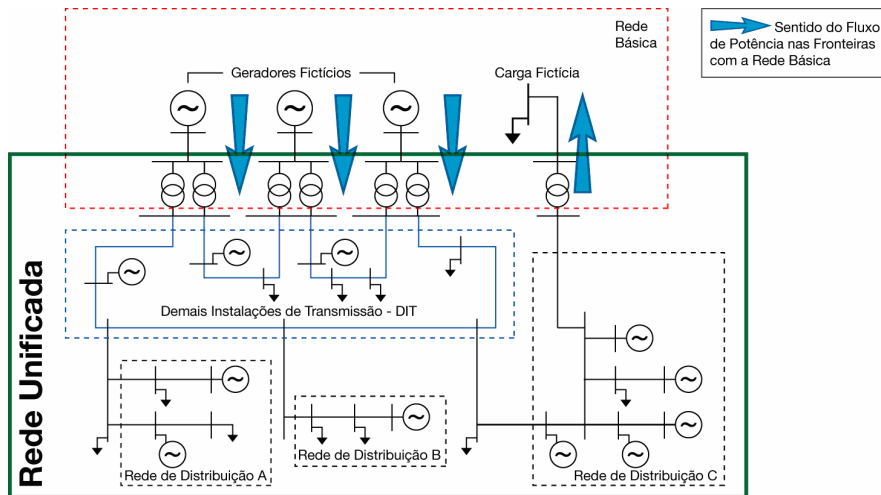 Rede
Básica
Sentido do Fluxo
de Potência nas Fronteiras
com a Rede Básica
Geradores Fictícios
Carga Fictícia
Rede Unificada
Demais Instalações de Transmissão - DIT
Rede de Distribuição A
Rede de Distribuição B
Rede de Distribuição C